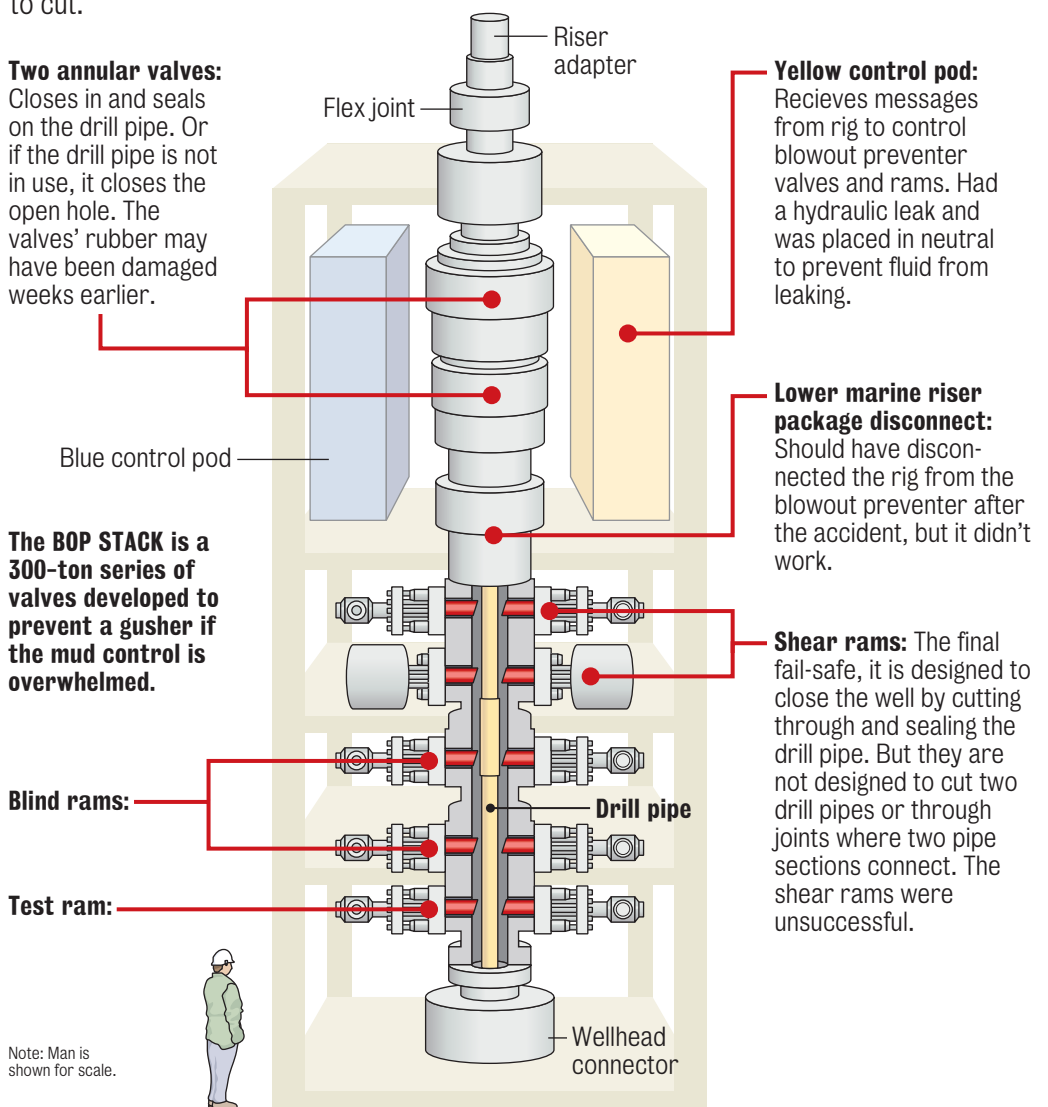 to cut.
Two annular valves:
Closes in and seals
on the drill pipe. Or
if the drill pipe is not
in use, it closes the
open hole. The
valves' rubber may
have been damaged
weeks earlier.
Riser
adapter
Flex joint
Yellow control pod:
Recieves messages
from rig to control
blowout preventer
valves and rams. Had
a hydraulic leak and
was placed in neutral
to prevent fluid from
leaking.
Blue control pod
Lower marine riser
package disconnect:
Should have discon-
nected the rig from the
blowout preventer after
the accident, but it didn't
work.
The BOP STACK is a
300-ton series of
valves developed to
prevent a gusher if
the mud control is
overwhelmed.
Shear rams: The final
fail-safe, it is designed to
close the well by cutting
through and sealing the
drill pipe. But they are
not designed to cut two
drill pipes or through
joints where two pipe
sections connect. The
shear rams were
unsuccessful.
Blind rams:
Drill pipe
Test ram:
Wellhead
connector
Note: Man is
shown for scale.